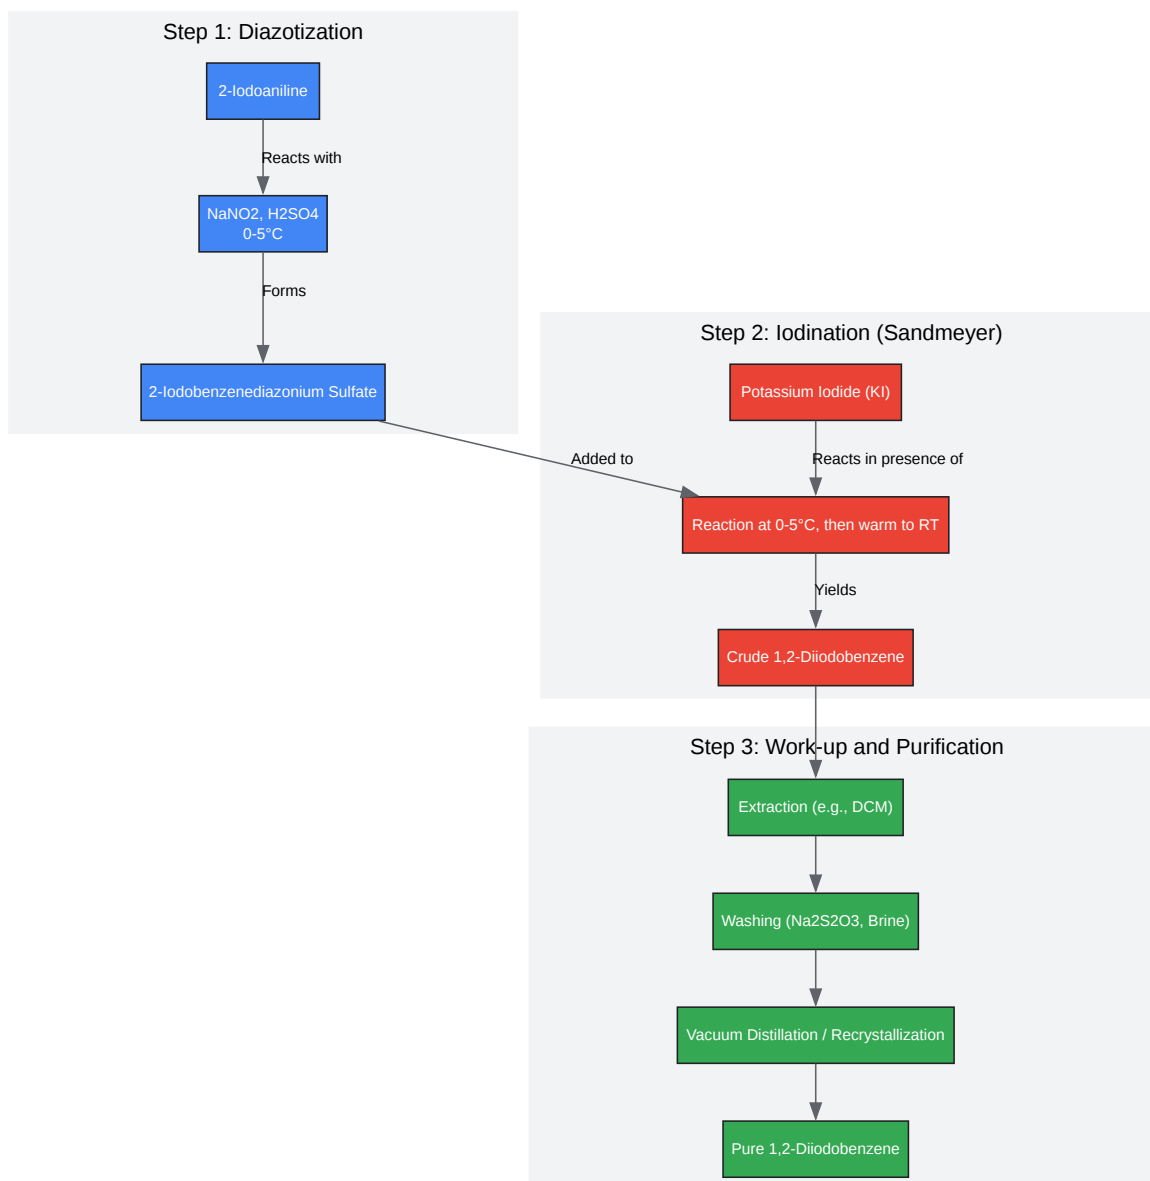 Step 1: Diazotization
2-Iodoaniline
Reacts with
NaNO2, H2SO4
0-5°C
Forms
2-Iodobenzenediazonium Sulfate
Added to
Step 2: Iodination (Sandmeyer)
Potassium Iodide (KI)
Reacts in presence of
Reaction at 0-5°C, then warm to RT
Yields
Crude 1,2-Diiodobenzene
Step 3: Work-up and Purification
Extraction (e.g., DCM)
Washing (Na2S2O3, Brine)
Vacuum Distillation / Recrystallization
Pure 1,2-Diiodobenzene